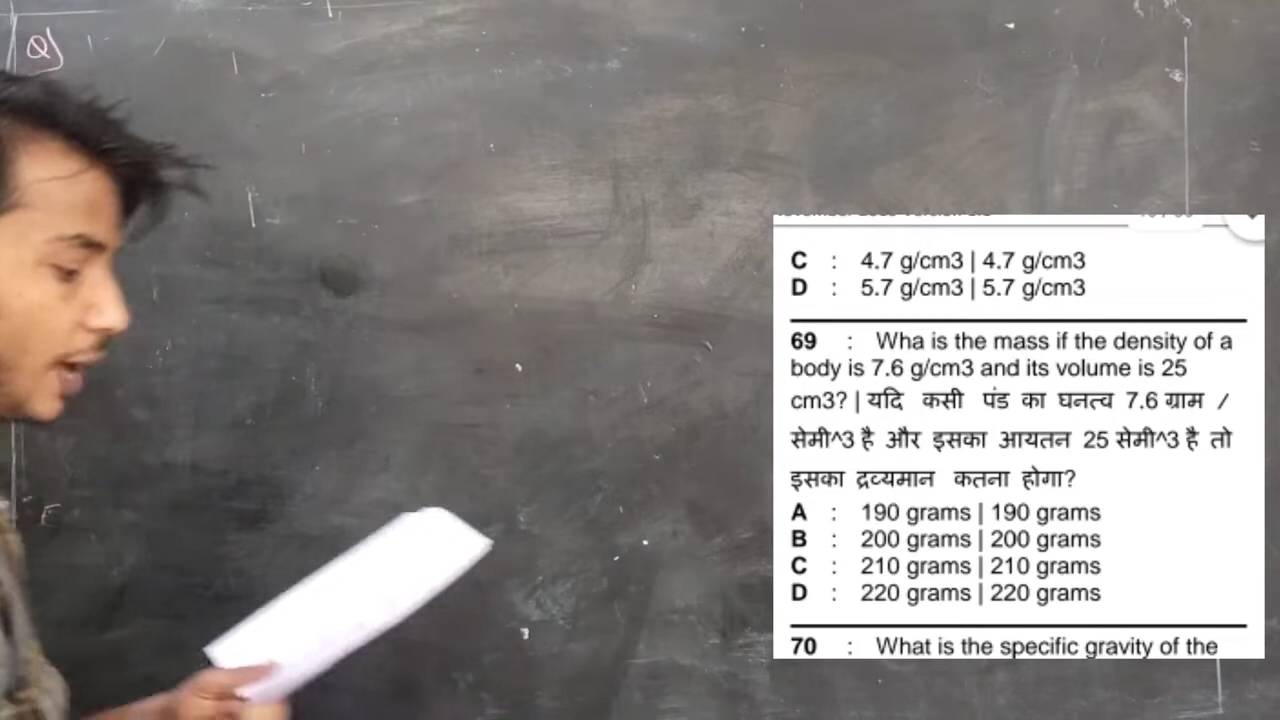 Q)
C : 4.7 g/cm3 | 4.7 g/cm3
D : 5.7 g/cm3 | 5.7 g/cm3
69 : Wha is the mass if the density of a
body is 7.6 g/cm3 and its volume is 25
cm3? | यदि कसी पंड का घनत्व 7.6 ग्राम /
सेमी^3 है और इसका आयतन 25 सेमी^3 है तो
इसका द्रव्यमान कतना होगा?
A : 190 grams | 190 grams
B : 200 grams | 200 grams
C : 210 grams | 210 grams
D : 220 grams | 220 grams
70 : What is the specific gravity of the